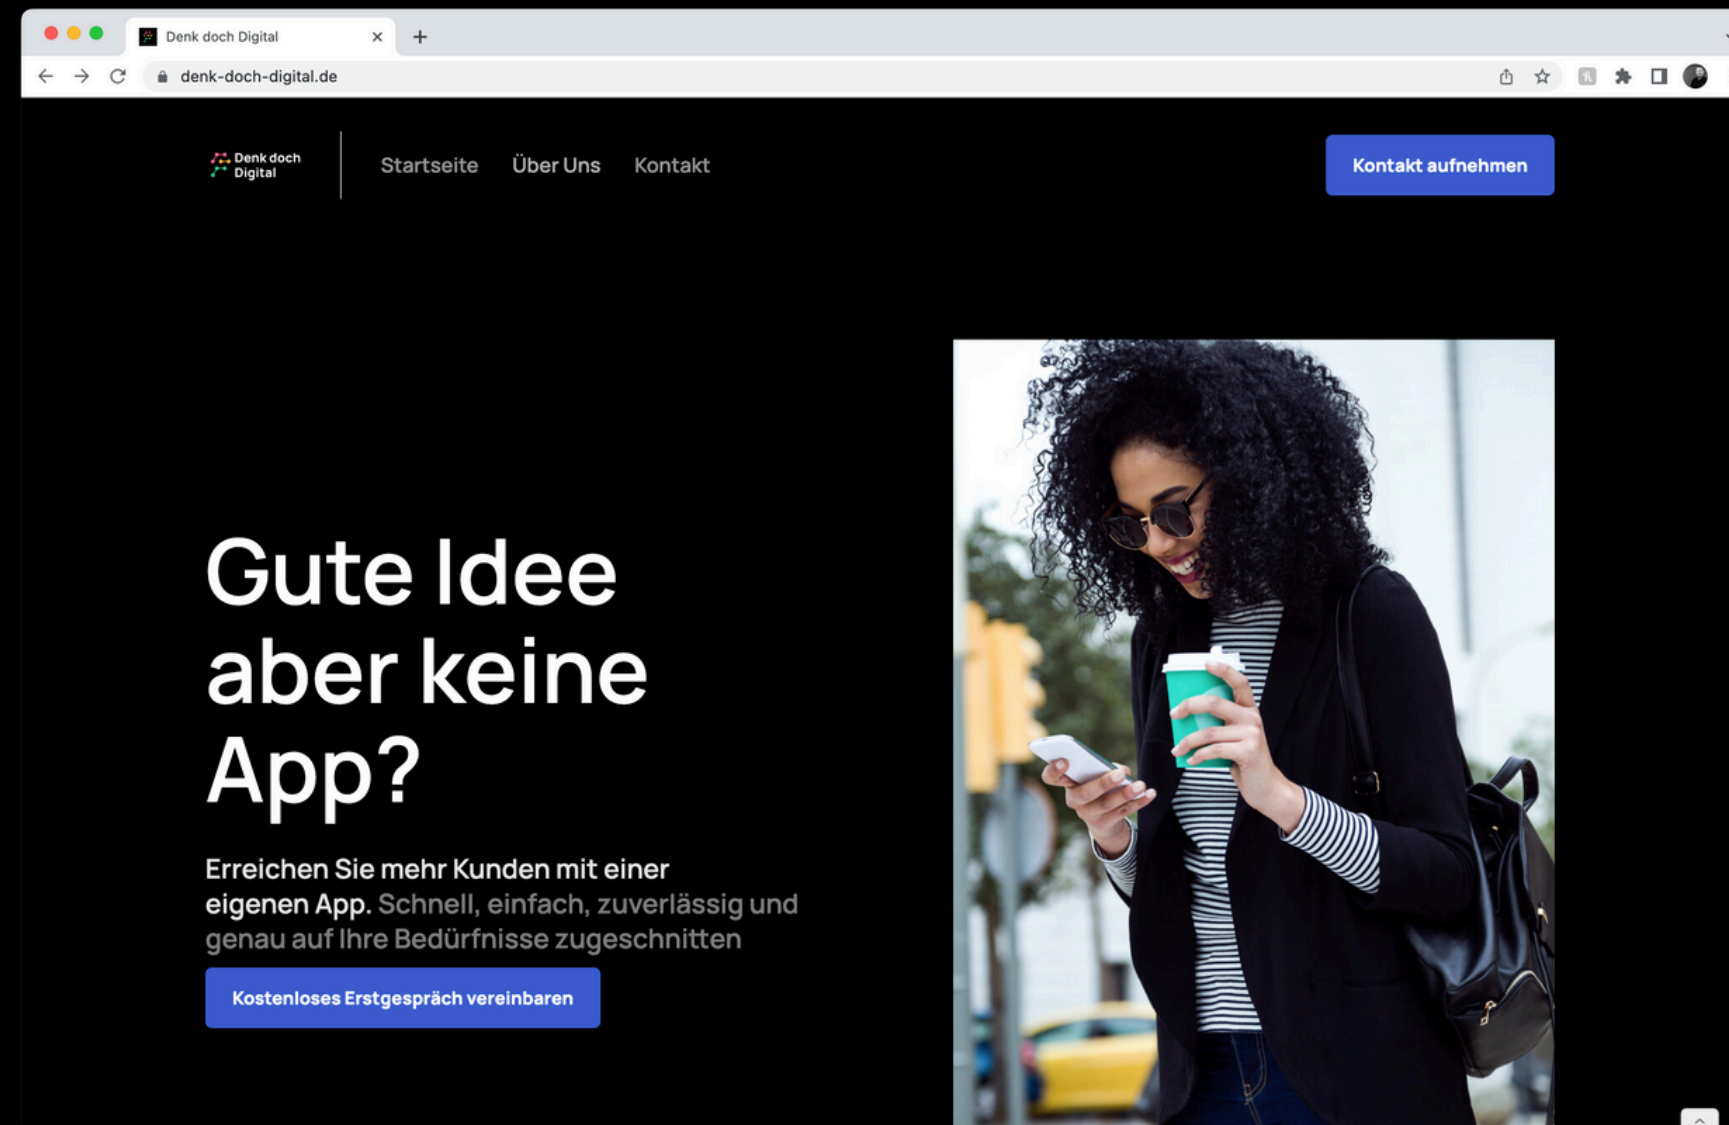 Denk doch Digital
denk-doch-digital.de
Denk doch
Digital
Startseite Über Uns Kontakt
Kontakt aufnehmen
Gute Idee
aber keine
App?
Erreichen Sie mehr Kunden mit einer
eigenen App. Schnell, einfach, zuverlässig und
genau auf Ihre Bedürfnisse zugeschnitten
Kostenloses Erstgespräch vereinbaren